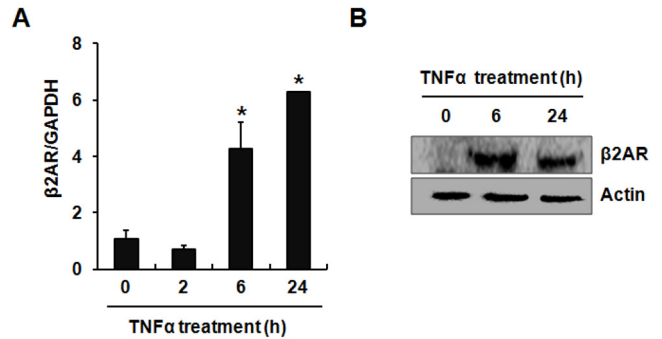 A
β2AR/GAPDH
8
6
4
2
0
*
*
0 2 6 24
TNFα treatment (h)
B
TNFα treatment (h)
0 6 24
β2AR
Actin